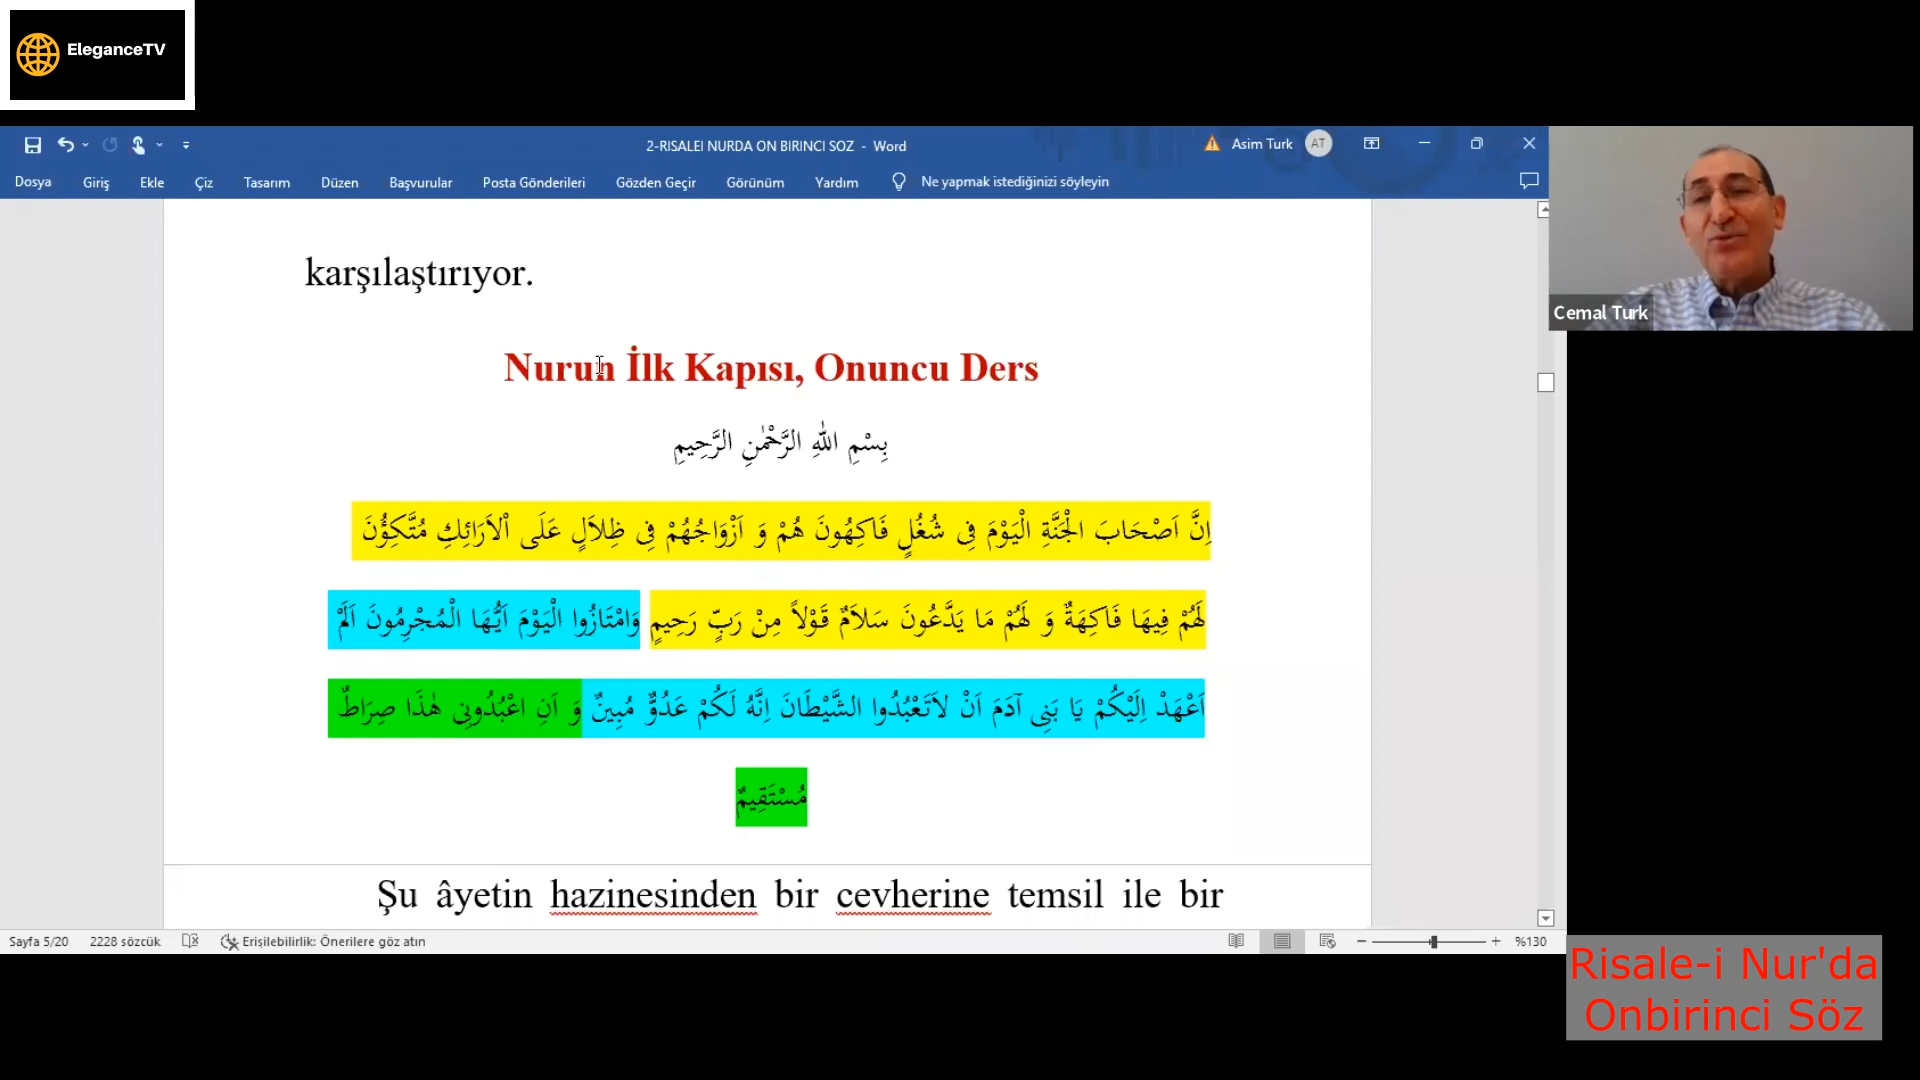 EleganceTV
2-RISALEI NURDA ON BIRINCI SOZ - Word
Asim Turk
AT
Dosya Giriş Ekle Çiz Tasarım Düzen Başvurular Posta Gönderileri Gözden Geçir Görünüm Yardım Ne yapmak istediğinizi söyleyin
karşılaştırıyor.
Nurun İlk Kapısı, Onuncu Ders
بِسْمِ اللّٰهِ الرَّحْمٰنِ الرَّحِيمِ
اِنَّ اَصْحَابَ الْجَنَّةِ الْيَوْمَ فِى شُغُلٍ فَاكِهُونَ هُمْ وَ اَزْوَاجُهُمْ فِى ظِلاَلٍ عَلَى اْلاَرَائِكِ مُتَّكِؤُنَ
لَهُمْ فِيهَا فَاكِهَةٌ وَ لَهُمْ مَا يَدَّعُونَ سَلاَمٌ قَوْلاً مِنْ رَبٍّ رَحِيمٍ وَامْتَازُوا الْيَوْمَ اَيُّهَا الْمُجْرِمُونَ اَلَمْ
اَعْهَدْ اِلَيْكُمْ يَا بَنِى آدَمَ اَنْ لاَتَعْبُدُوا الشَّيْطَانَ اِنَّهُ لَكُمْ عَدُوٌّ مُبِينٌ وَ اَنِ اعْبُدُونِى هٰذَا صِرَاطٌ
مُسْتَقِيمٌ
Şu âyetin hazinesinden bir cevherine temsil ile bir
Sayfa 5/20 2228 sözcük Erişilebilirlik: Önerilere göz atın %130
Cemal Turk
Risale-i Nur'da
Onbirinci Söz